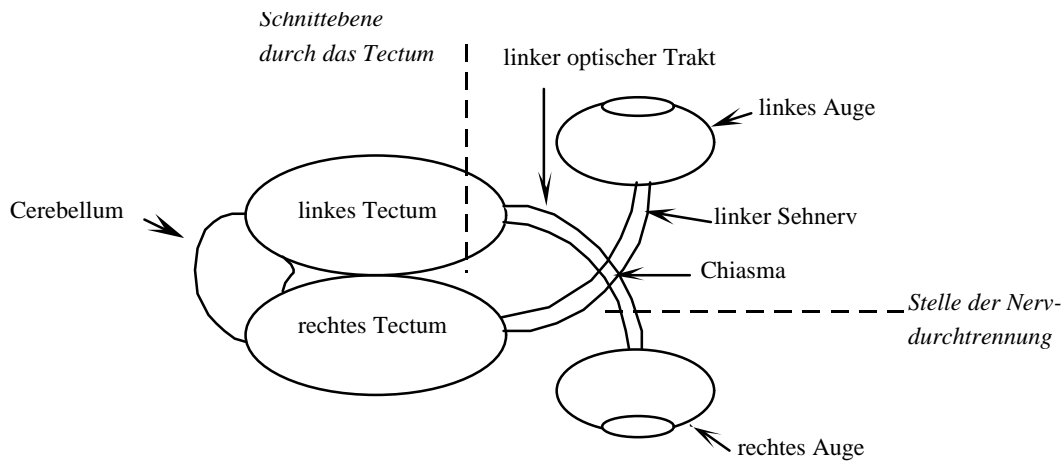 Schnittebene
durch das Tectum
linker optischer Trakt
linkes Auge
Cerebellum
linkes Tectum
linker Sehnerv
Chiasma
rechtes Tectum
Stelle der Nerv-
durchtrennung
rechtes Auge